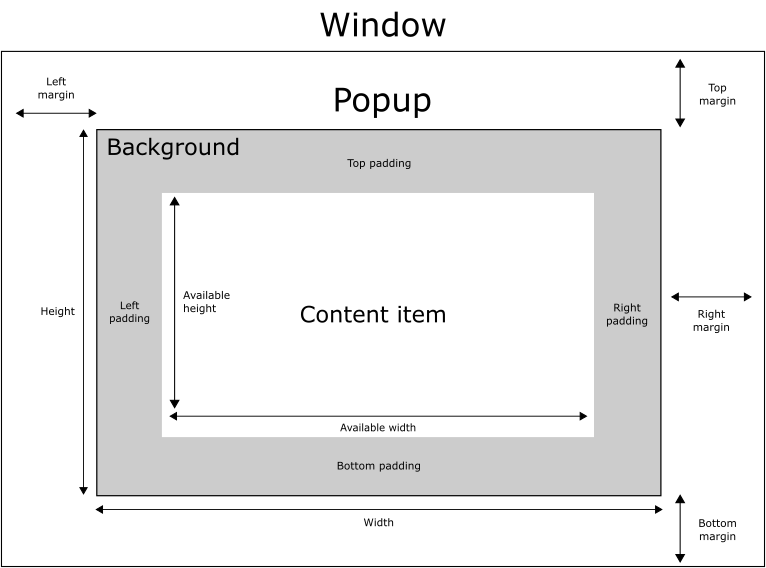 Window
Left
margin
Top
margin
Popup
Background
Top padding
Height
Left
padding
Available
height
Content item
Right
padding
Right
margin
Available width
Bottom padding
Width
Bottom
margin